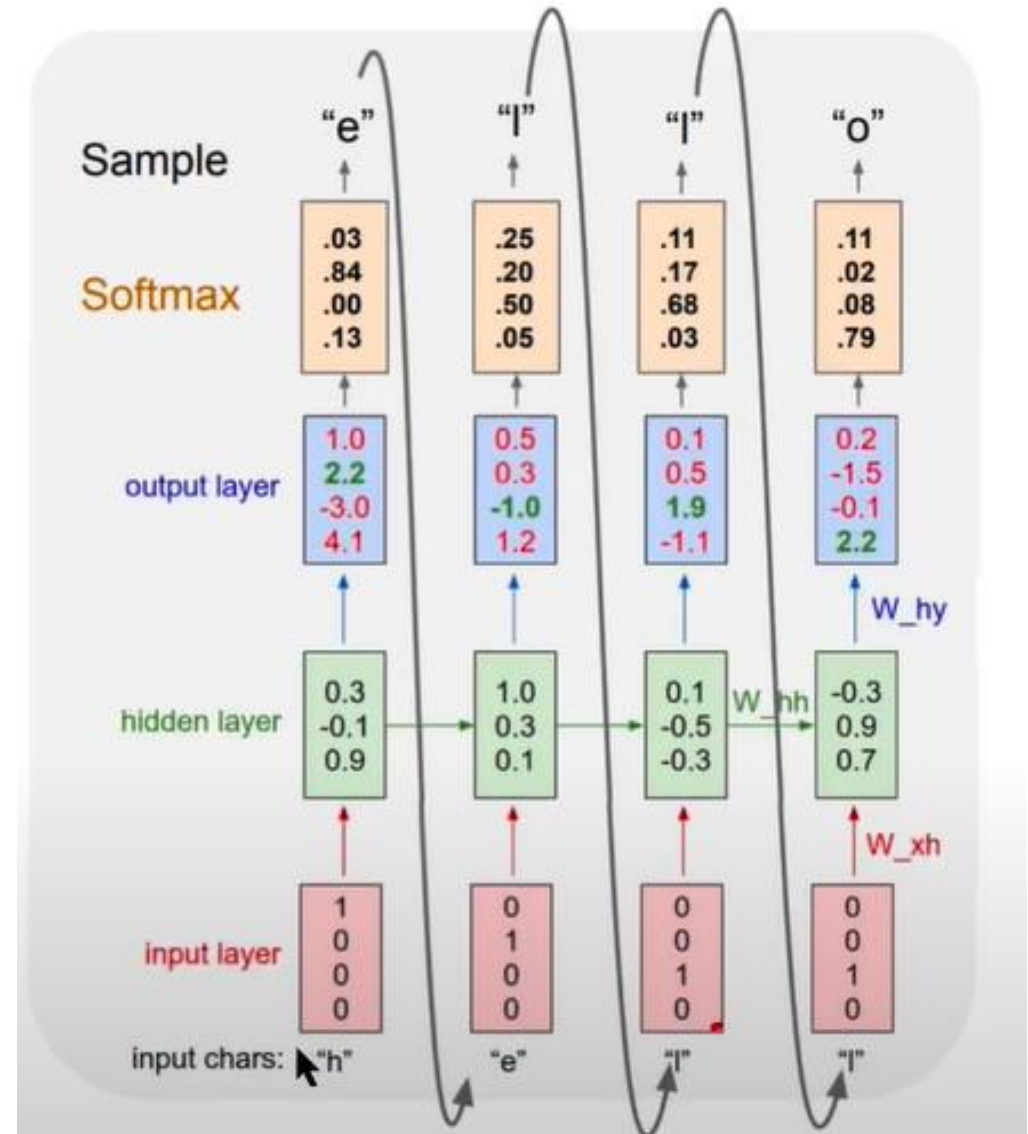 “e” “l” “l” “o”
Sample
.03 .25 .11 .11
.84 .20 .17 .02
Softmax
.00 .50 .68 .08
.13 .05 .03 .79
1.0 0.5 0.1 0.2
2.2 0.3 0.5 -1.5
output layer
-3.0 -1.0 1.9 -0.1
4.1 1.2 -1.1 2.2
W_hy
0.3 1.0 0.1 -0.3
W_hh
hidden layer -0.1 0.3 -0.5 0.9
0.9 0.1 -0.3 0.7
W_xh
1 0 0 0
0 1 0 0
input layer
0 0 1 1
0 0 0 0
input chars: “h” “e” “l” “l”